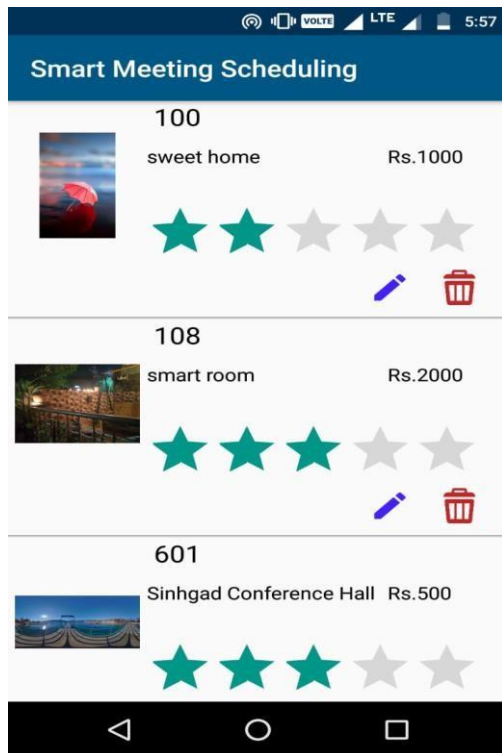 VOLTE LTE 5:57
Smart Meeting Scheduling
100
sweet home Rs.1000
108
smart room Rs.2000
601
Sinhgad Conference Hall Rs.500